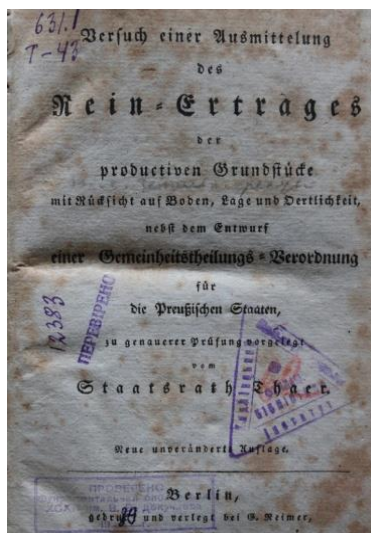 631.1
T-43
Versuch einer Ausmittelung
des
Rein-Ertrages
der
productiven Grundstücke
mit Rücksicht auf Boden, Lage und Oertlichkeit,
nebst dem Entwurf
einer Gemeinheitstheilungs-Verordnung
für
die Preußischen Staaten,
zu genauerer Prüfung vorgelegt
vom
Staatsrath Thaer.
12383
ПЕРЕВІРЕНО
Neue unveränderte Auflage.
ПРОВЕРЕНО
Berlin,
gedruckt und verlegt bei G. Reimer,